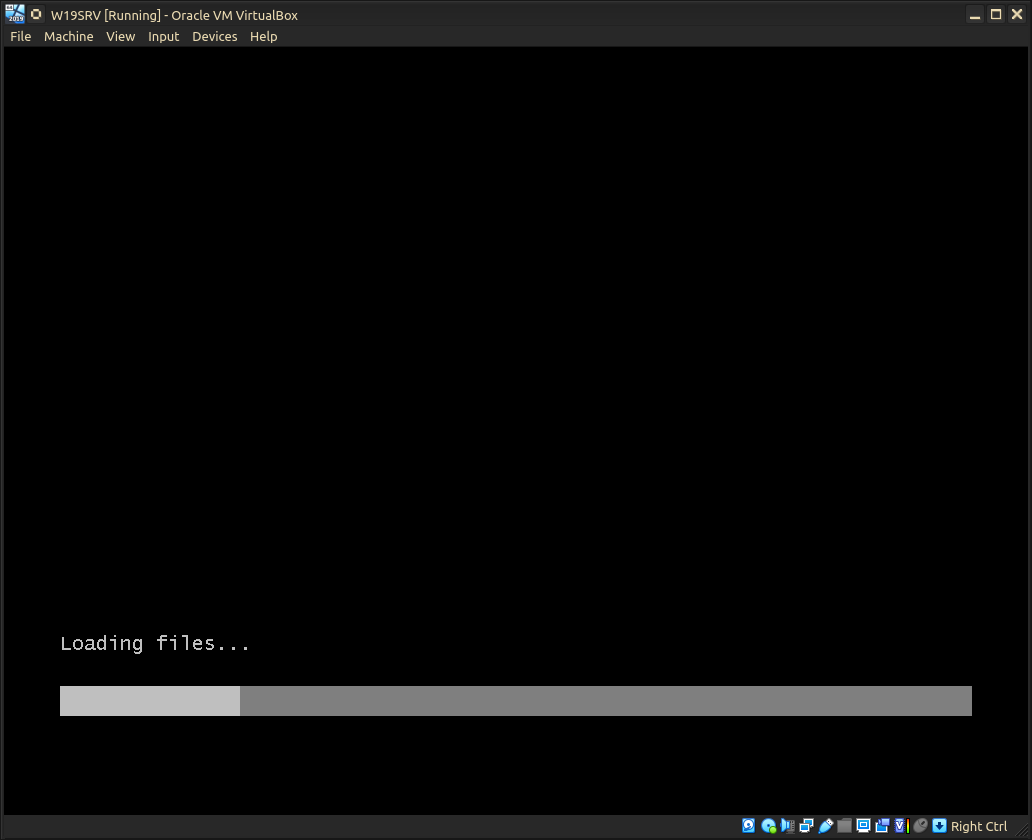 W19SRV [Running] - Oracle VM VirtualBox
File Machine View Input Devices Help
Loading files...
Right Ctrl